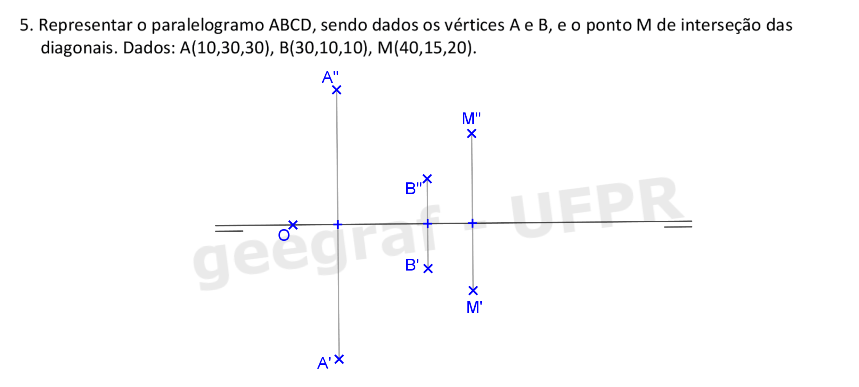 5. Representar o paralelogramo ABCD, sendo dados os vértices A e B, e o ponto M de interseção das
diagonais. Dados: A(10,30,30), B(30,10,10), M(40,15,20).
A"
M"
B"
O
geegraf - UFPR
B'
M'
A'